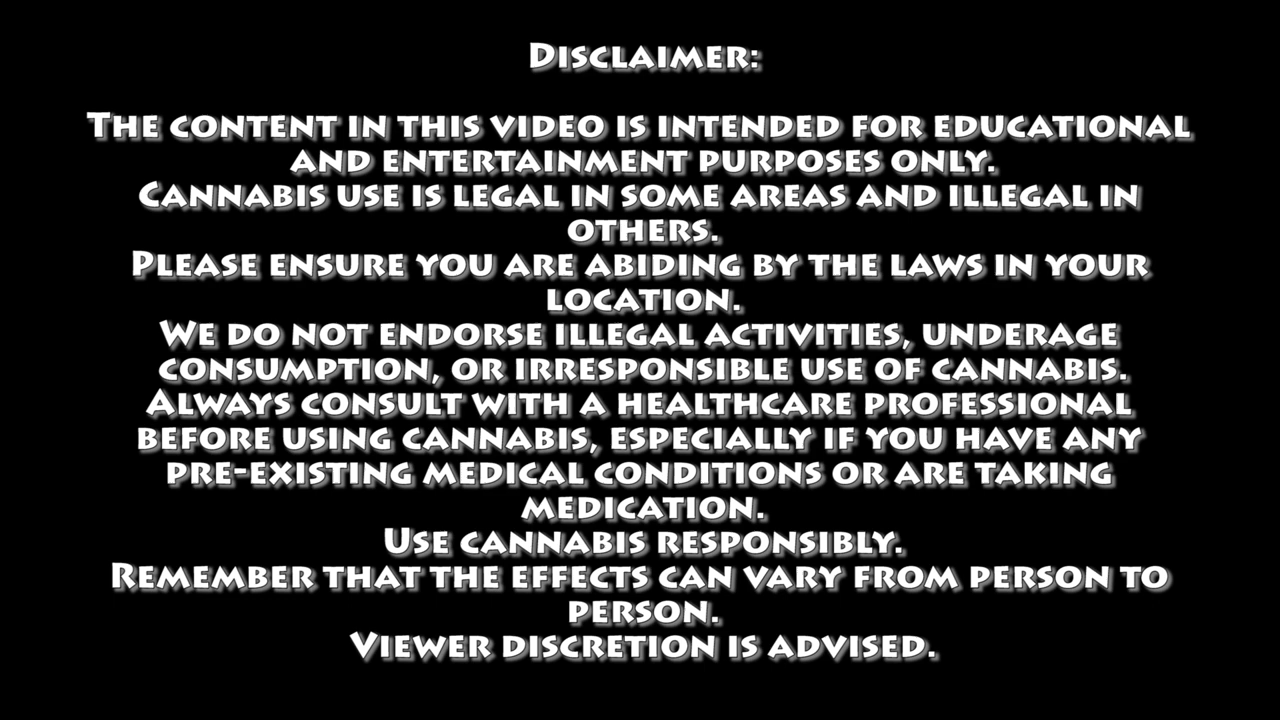 Disclaimer:
The content in this video is intended for educational
and entertainment purposes only.
Cannabis use is legal in some areas and illegal in
others.
Please ensure you are abiding by the laws in your
location.
We do not endorse illegal activities, underage
consumption, or irresponsible use of cannabis.
Always consult with a healthcare professional
before using cannabis, especially if you have any
pre-existing medical conditions or are taking
medication.
Use cannabis responsibly.
Remember that the effects can vary from person to
person.
Viewer discretion is advised.